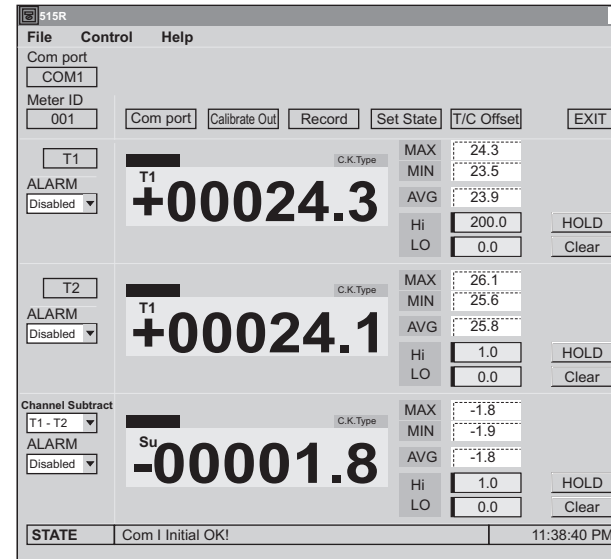 515R
File Control Help
Com port
COM1
Meter ID
001 Com port Calibrate Out Record Set State T/C Offset EXIT
T1
ALARM
Disabled
C.K.Type
T1
+00024.3
MAX 24.3
MIN 23.5
AVG 23.9
Hi 200.0 HOLD
LO 0.0 Clear
T2
ALARM
Disabled
C.K.Type
T1
+00024.1
MAX 26.1
MIN 25.6
AVG 25.8
Hi 1.0 HOLD
LO 0.0 Clear
Channel Subtract
T1 - T2
ALARM
Disabled
C.K.Type
Su
-00001.8
MAX -1.8
MIN -1.9
AVG -1.8
Hi 1.0 HOLD
LO 0.0 Clear
STATE Com I Initial OK! 11:38:40 PM